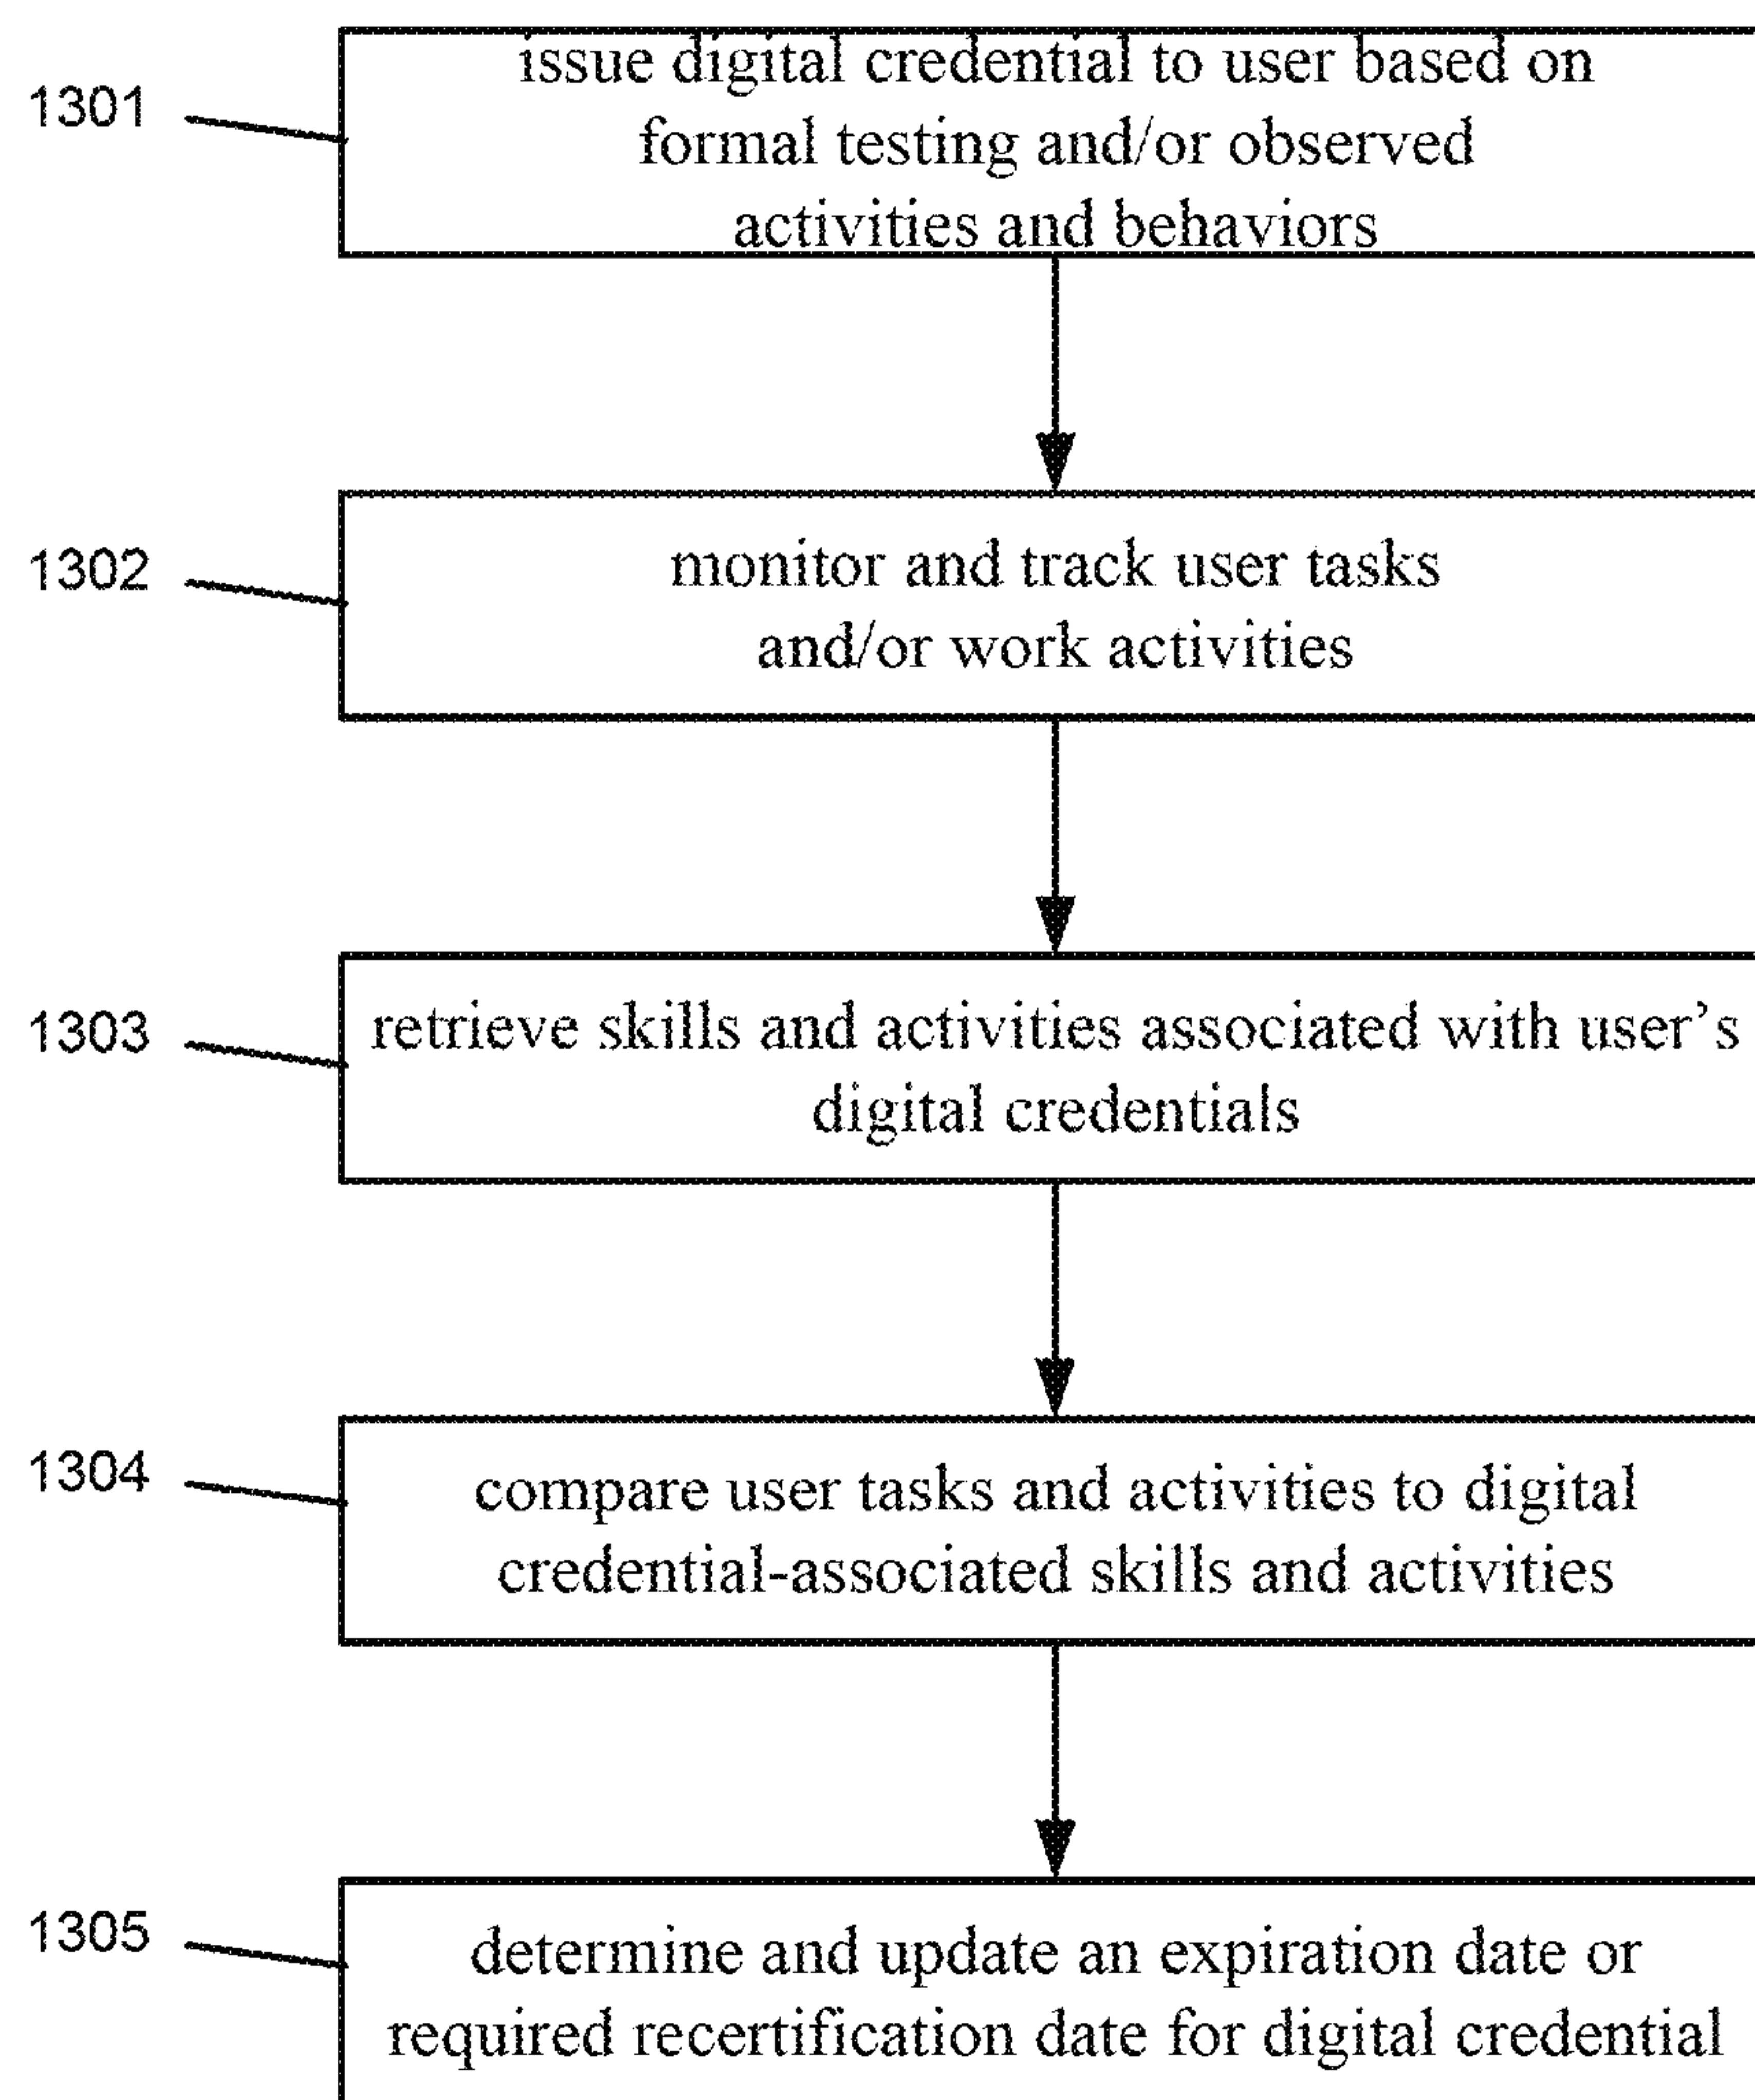 1301
issue digital credential to user based on
formal testing and/or observed
activities and behaviors
1302
monitor and track user tasks
and/or work activities
1303
retrieve skills and activities associated with user’s
digital credentials
1304
compare user tasks and activities to digital
credential-associated skills and activities
1305
determine and update an expiration date or
required recertification date for digital credential